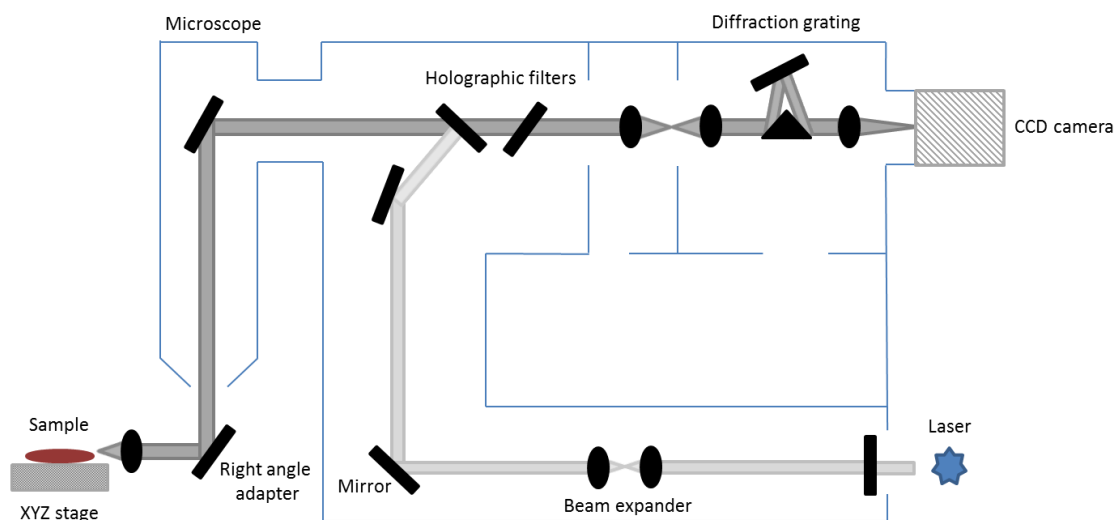 Microscope
Diffraction grating
Holographic filters
CCD camera
Sample
Laser
Right angle
adapter
Mirror
Beam expander
XYZ stage